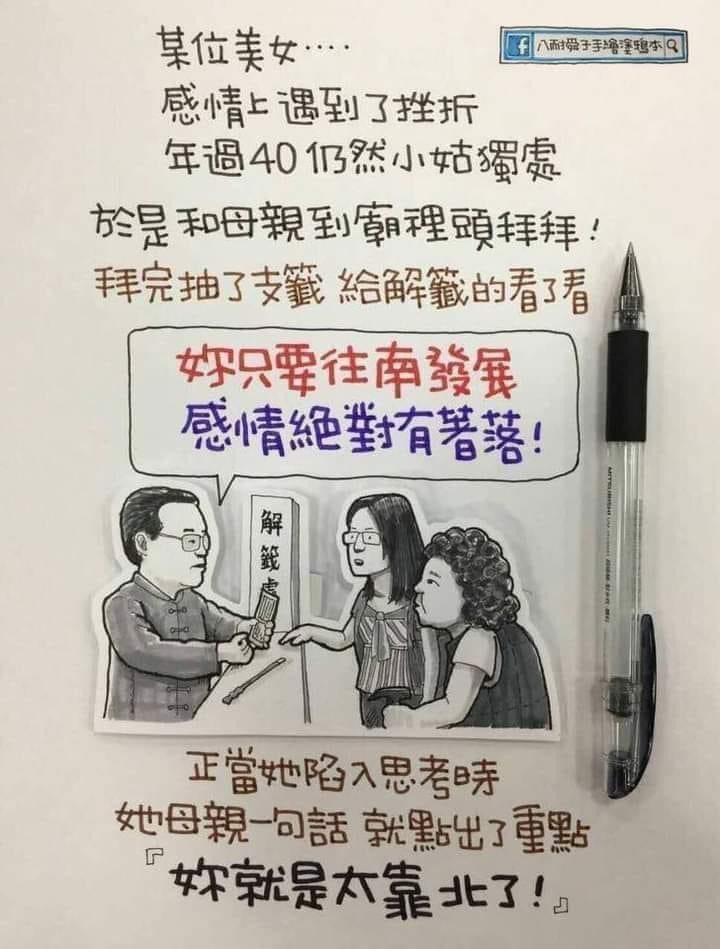 八耐舜子手繪塗鴉本
某位美女....
感情上遇到了挫折
年過40仍然小姑獨處
於是和母親到廟裡頭拜拜！
拜完抽了支籤 給解籤的看了看
妳只要往南發展
感情絕對有著落！
解籤處
正當她陷入思考時
她母親一句話 就點出了重點
『妳就是太靠北了！』
MITSUBISHI